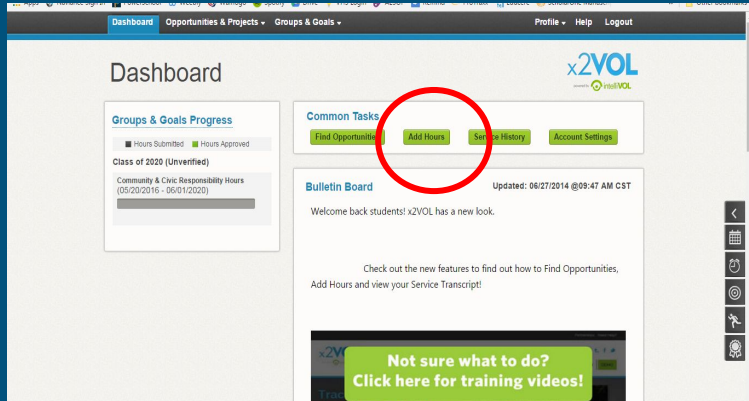 Dashboard Opportunities & Projects Groups & Goals Profile Help Logout
Dashboard
x2VOL
intelliVOL
Groups & Goals Progress
Hours Submitted Hours Approved
Class of 2020 (Unverified)
Community & Civic Responsibility Hours
(05/20/2016 - 06/01/2020)
Common Tasks
Find Opportunities Add Hours Service History Account Settings
Bulletin Board Updated: 06/27/2014 @09:47 AM CST
Welcome back students! x2VOL has a new look.
Check out the new features to find out how to Find Opportunities,
Add Hours and view your Service Transcript!
Not sure what to do?
Click here for training videos!